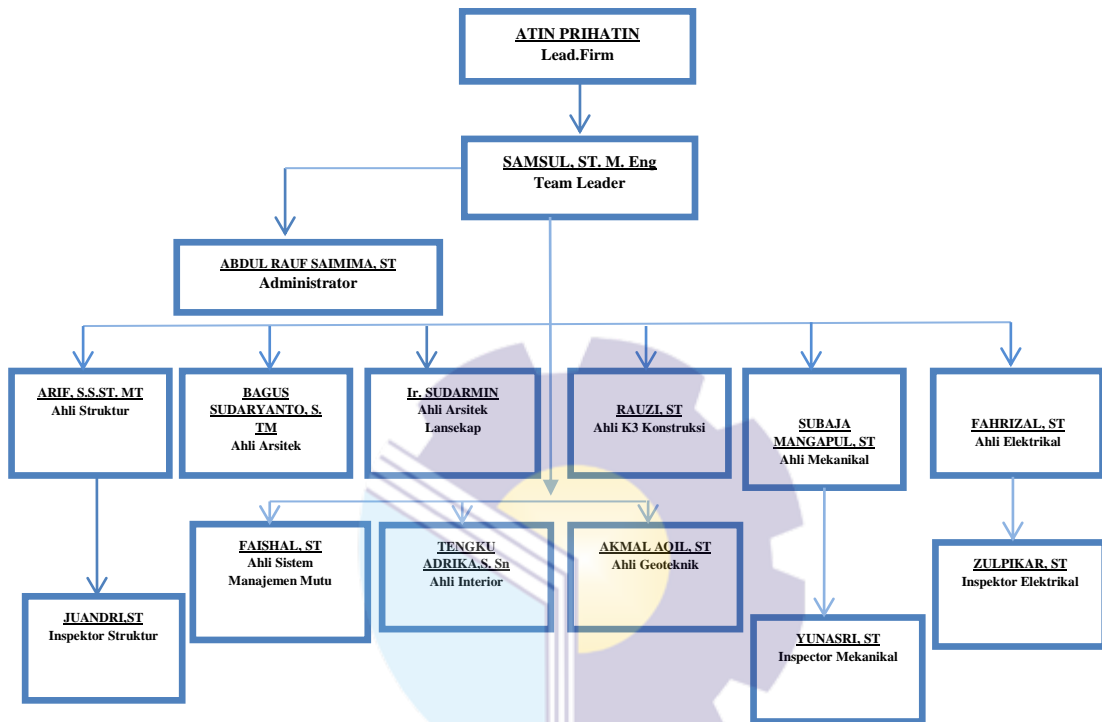 ATIN PRIHATIN
Lead.Firm
SAMSUL, ST. M. Eng
Team Leader
ABDUL RAUF SAIMIMA, ST
Administrator
ARIF, S.S.ST. MT
Ahli Struktur
BAGUS
SUDARYANTO, S.
TM
Ahli Arsitek
Ir. SUDARMIN
Ahli Arsitek
Lansekap
RAUZI, ST
Ahli K3 Konstruksi
SUBAJA
MANGAPUL, ST
Ahli Mekanikal
FAHRIZAL, ST
Ahli Elektrikal
FAISHAL, ST
Ahli Sistem
Manajemen Mutu
TENGKU
ADRIKA,S. Sn
Ahli Interior
AKMAL AQIL, ST
Ahli Geoteknik
ZULPIKAR, ST
Inspektor Elektrikal
JUANDRI,ST
Inspektor Struktur
YUNASRI, ST
Inspector Mekanikal